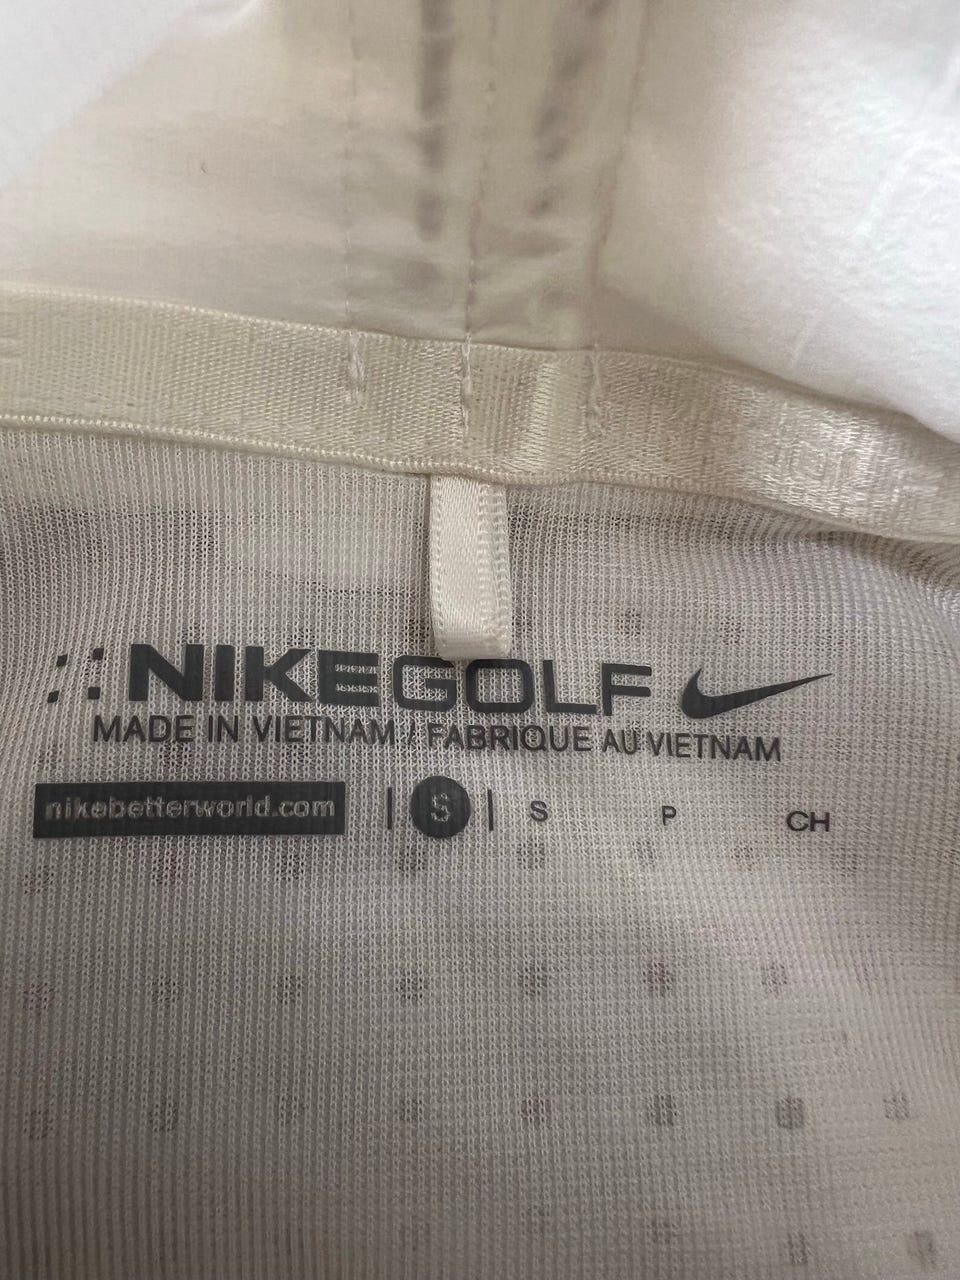 NIKEGOLF
MADE IN VIETNAM / FABRIQUE AU VIETNAM
nikebetterworld.com | S | S P CH